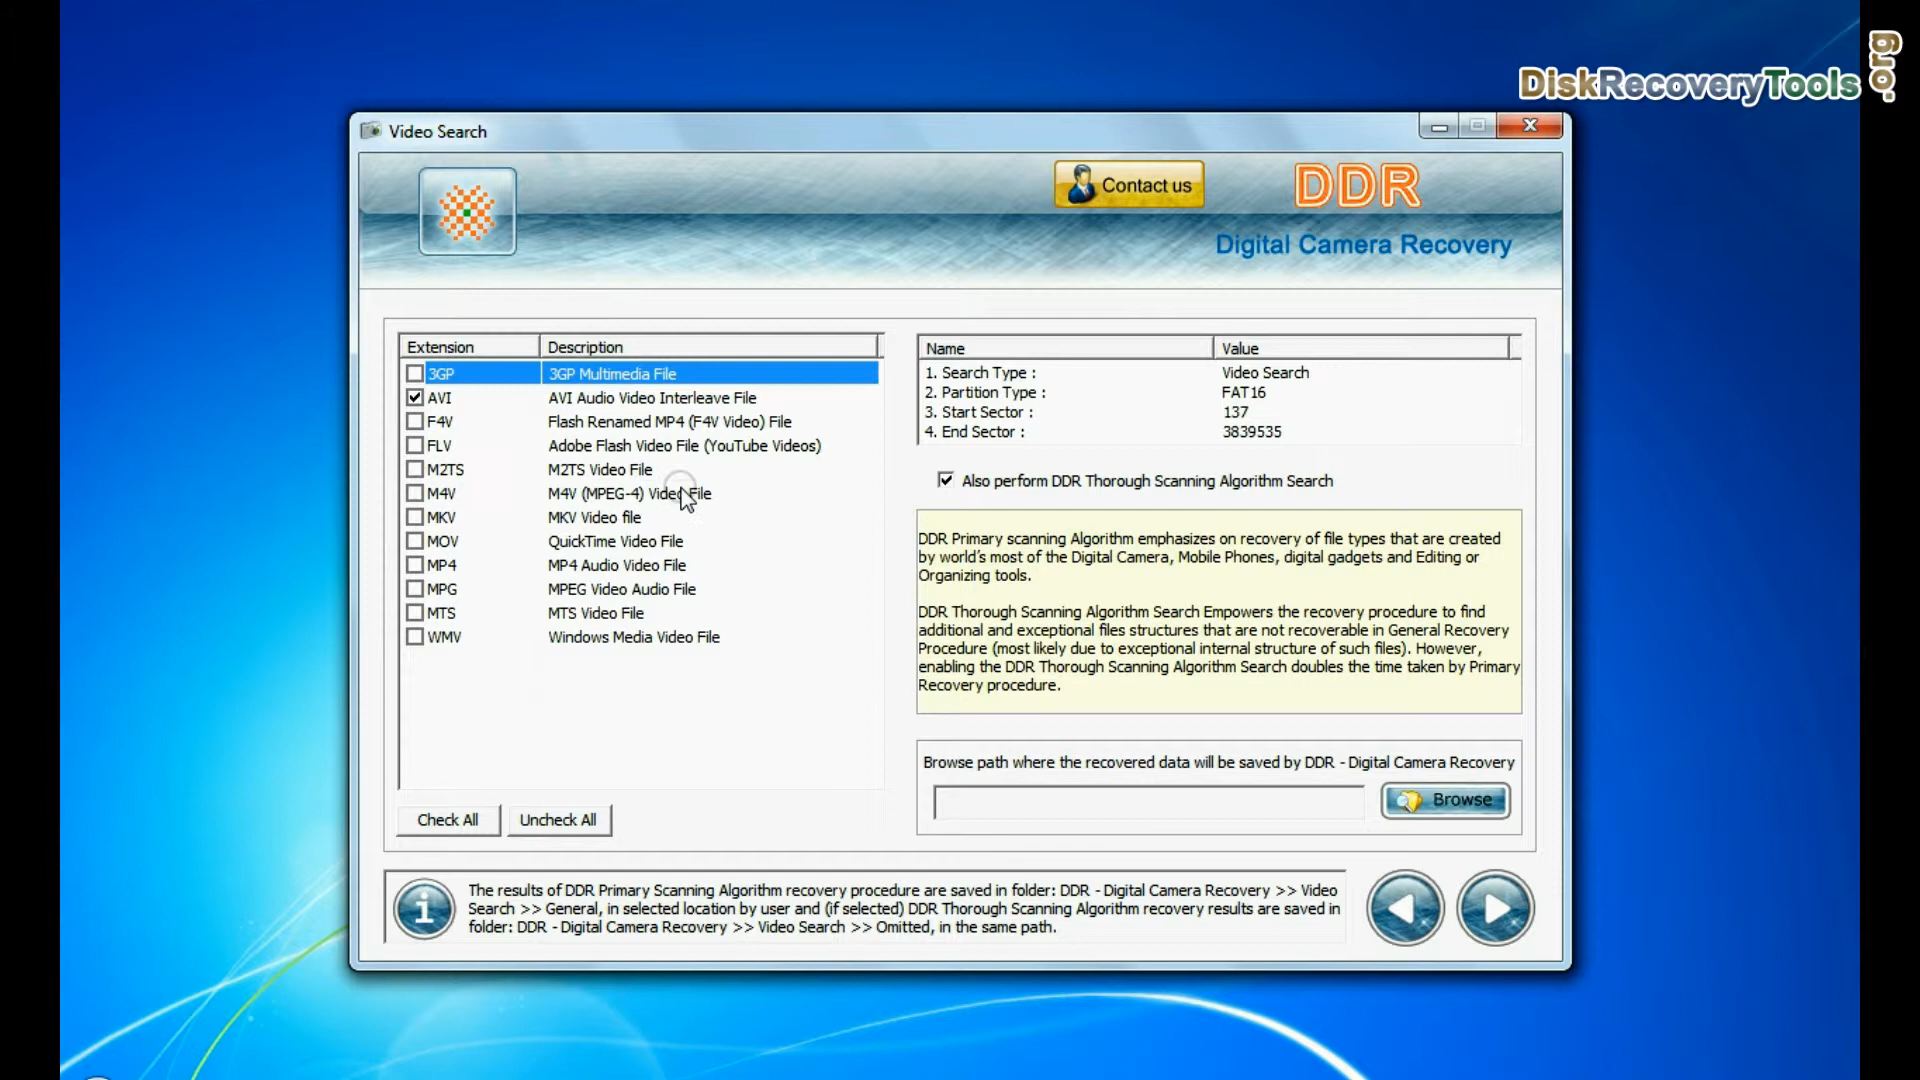 DiskRecoveryTools.org
Video Search
Contact us
DDR
Digital Camera Recovery
Extension Description
3GP 3GP Multimedia File
AVI AVI Audio Video Interleave File
F4V Flash Renamed MP4 (F4V Video) File
FLV Adobe Flash Video File (YouTube Videos)
M2TS M2TS Video File
M4V M4V (MPEG-4) Video File
MKV MKV Video file
MOV QuickTime Video File
MP4 MP4 Audio Video File
MPG MPEG Video Audio File
MTS MTS Video File
WMV Windows Media Video File
Check All
Uncheck All
Name Value
1. Search Type : Video Search
2. Partition Type : FAT16
3. Start Sector : 137
4. End Sector : 3839535
Also perform DDR Thorough Scanning Algorithm Search
DDR Primary scanning Algorithm emphasizes on recovery of file types that are created
by world's most of the Digital Camera, Mobile Phones, digital gadgets and Editing or
Organizing tools.
DDR Thorough Scanning Algorithm Search Empowers the recovery procedure to find
additional and exceptional files structures that are not recoverable in General Recovery
Procedure (most likely due to exceptional internal structure of such files). However,
enabling the DDR Thorough Scanning Algorithm Search doubles the time taken by Primary
Recovery procedure.
Browse path where the recovered data will be saved by DDR - Digital Camera Recovery
Browse
The results of DDR Primary Scanning Algorithm recovery procedure are saved in folder: DDR - Digital Camera Recovery >> Video
Search >> General, in selected location by user and (if selected) DDR Thorough Scanning Algorithm recovery results are saved in
folder: DDR - Digital Camera Recovery >> Video Search >> Omitted, in the same path.